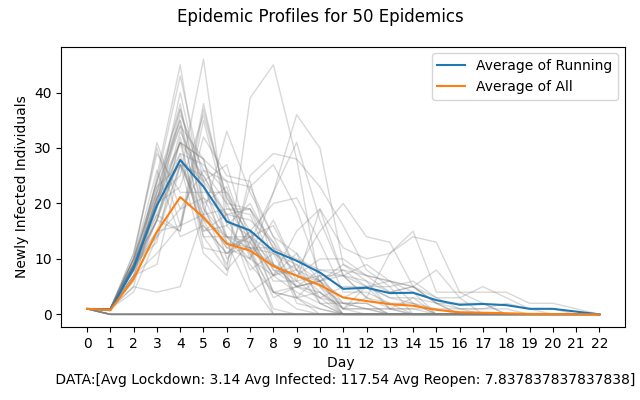 Epidemic Profiles for 50 Epidemics
Newly Infected Individuals
40
30
20
10
0
Average of Running
Average of All
0 1 2 3 4 5 6 7 8 9 10 11 12 13 14 15 16 17 18 19 20 21 22
Day
DATA:[Avg Lockdown: 3.14 Avg Infected: 117.54 Avg Reopen: 7.837837837837838]